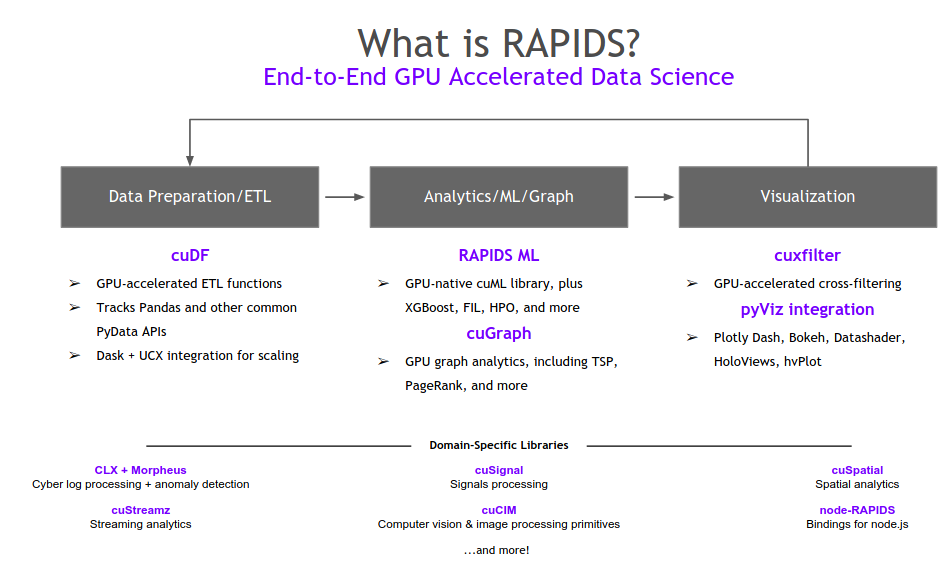 What is RAPIDS?
End-to-End GPU Accelerated Data Science
Data Preparation/ETL
Analytics/ML/Graph
Visualization
cuDF
➢ GPU-accelerated ETL functions
➢ Tracks Pandas and other common
PyData APIs
➢ Dask + UCX integration for scaling
RAPIDS ML
➢ GPU-native cuML library, plus
XGBoost, FIL, HPO, and more
cuGraph
➢ GPU graph analytics, including TSP,
PageRank, and more
cuxfilter
➢ GPU-accelerated cross-filtering
pyViz integration
➢ Plotly Dash, Bokeh, Datashader,
HoloViews, hvPlot
Domain-Specific Libraries
CLX + Morpheus
Cyber log processing + anomaly detection
cuStreamz
Streaming analytics
cuSignal
Signals processing
cuCIM
Computer vision & image processing primitives
cuSpatial
Spatial analytics
node-RAPIDS
Bindings for node.js
...and more!